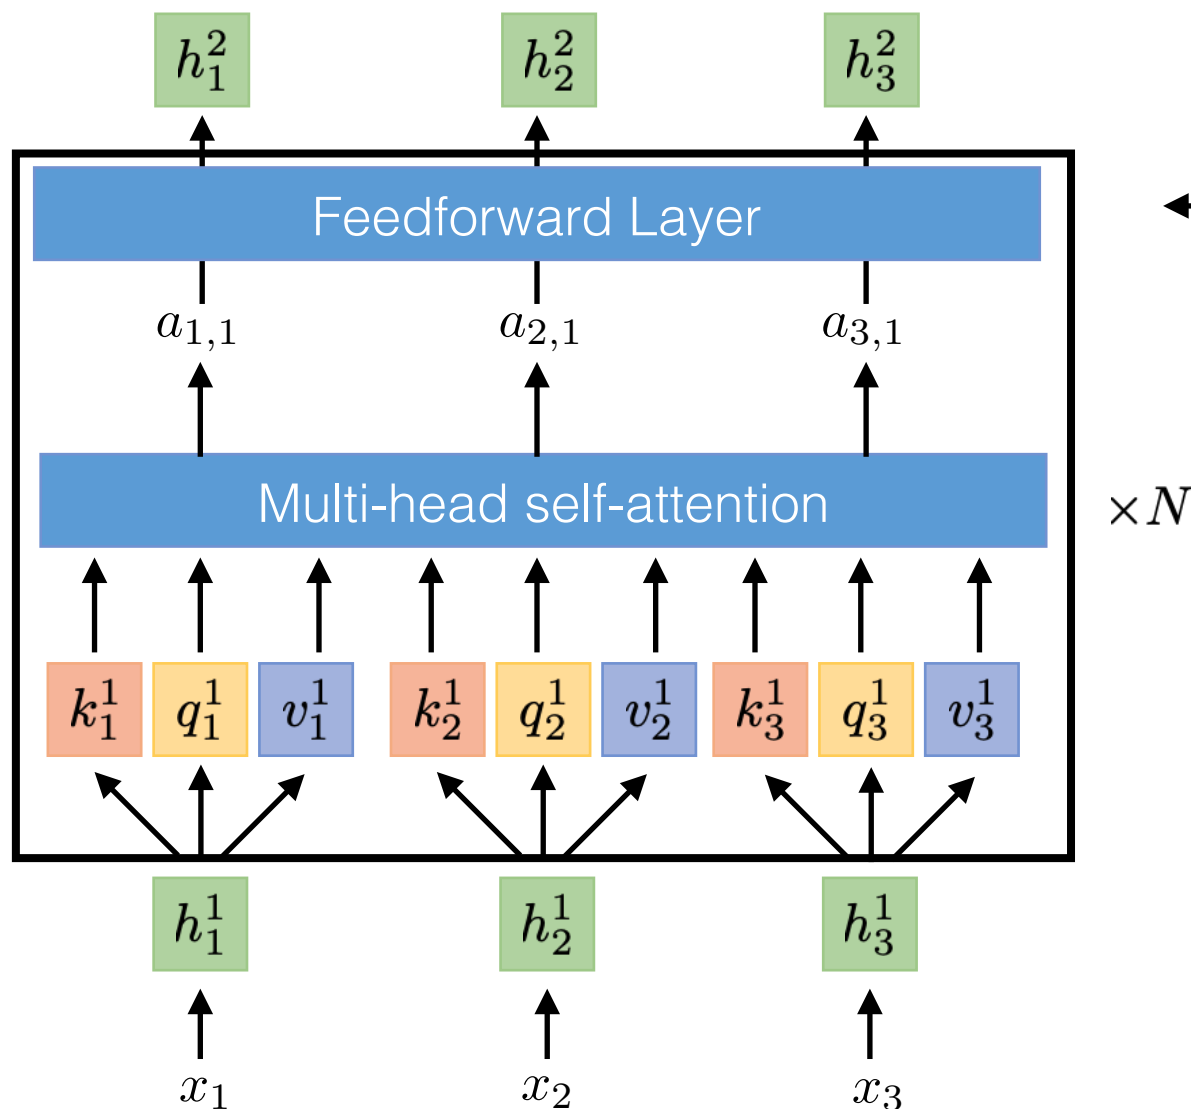 h_1^2 h_2^2 h_3^2
Feedforward Layer
a_{1,1} a_{2,1} a_{3,1}
Multi-head self-attention
×N
k_1^1 q_1^1 v_1^1 k_2^1 q_2^1 v_2^1 k_3^1 q_3^1 v_3^1
h_1^1 h_2^1 h_3^1
x_1 x_2 x_3